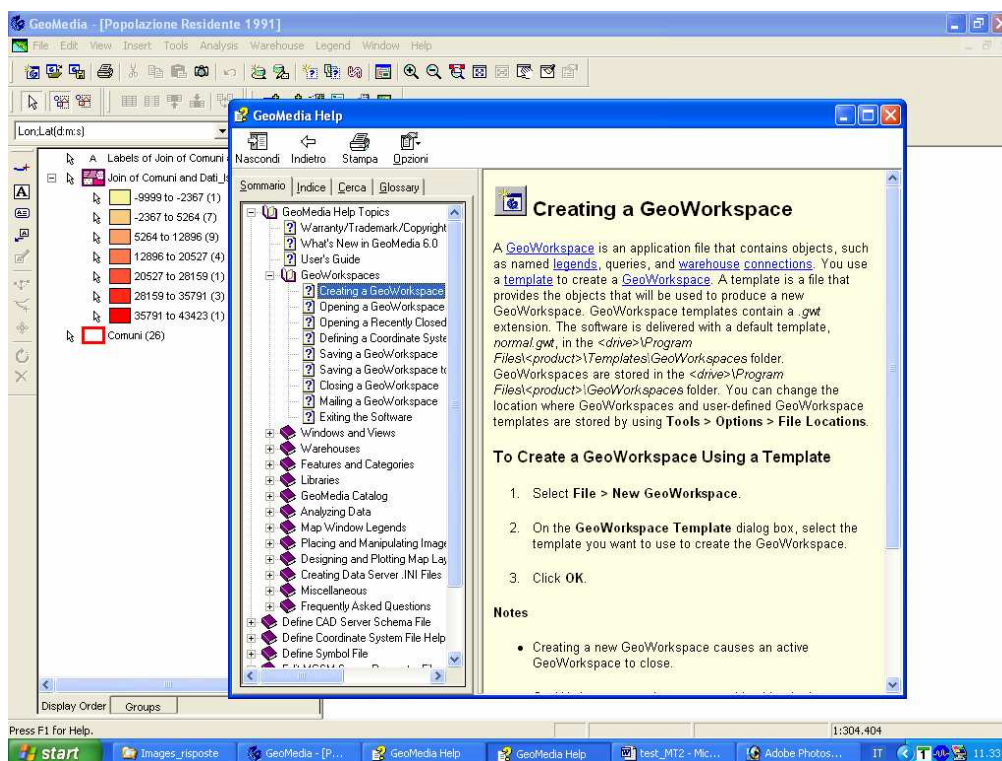 GeoMedia - [Popolazione Residente 1991]
File Edit View Insert Tools Analysis Warehouse Legend Window Help
Lon;Lat(d:m:s)
A Labels of Join of Comuni
Join of Comuni and Dati_Is
-9999 to -2367 (1)
-2367 to 5264 (7)
5264 to 12896 (9)
12896 to 20527 (4)
20527 to 28159 (1)
28159 to 35791 (3)
35791 to 43423 (1)
Comuni (26)
Display Order Groups
GeoMedia Help
Nascondi Indietro Stampa Opzioni
Sommario Indice Cerca Glossary
GeoMedia Help Topics
Warranty/Trademark/Copyright
What's New in GeoMedia 6.0
User's Guide
GeoWorkspaces
Creating a GeoWorkspace
Opening a GeoWorkspace
Opening a Recently Closed
Defining a Coordinate Syste
Saving a GeoWorkspace
Saving a GeoWorkspace to
Closing a GeoWorkspace
Mailing a GeoWorkspace
Exiting the Software
Windows and Views
Warehouses
Features and Categories
Libraries
GeoMedia Catalog
Analyzing Data
Map Window Legends
Placing and Manipulating Image
Designing and Plotting Map Lay
Creating Data Server .INI Files
Miscellaneous
Frequently Asked Questions
Define CAD Server Schema File
Define Coordinate System File Help
Define Symbol File
Creating a GeoWorkspace
A GeoWorkspace is an application file that contains objects, such
as named legends, queries, and warehouse connections. You use
a template to create a GeoWorkspace. A template is a file that
provides the objects that will be used to produce a new
GeoWorkspace. GeoWorkspace templates contain a .gwt
extension. The software is delivered with a default template,
normal.gwt, in the <drive>\Program
Files\<product>\Templates\GeoWorkspaces folder.
GeoWorkspaces are stored in the <drive>\Program
Files\<product>\GeoWorkspaces folder. You can change the
location where GeoWorkspaces and user-defined GeoWorkspace
templates are stored by using Tools > Options > File Locations.
To Create a GeoWorkspace Using a Template
1. Select File > New GeoWorkspace.
2. On the GeoWorkspace Template dialog box, select the
template you want to use to create the GeoWorkspace.
3. Click OK.
Notes
• Creating a new GeoWorkspace causes an active
GeoWorkspace to close.
Press F1 for Help.
1:304.404
start Images_risposte GeoMedia - [P... GeoMedia Help GeoMedia Help test_MT2 - Mic... Adobe Photos... IT 11.33